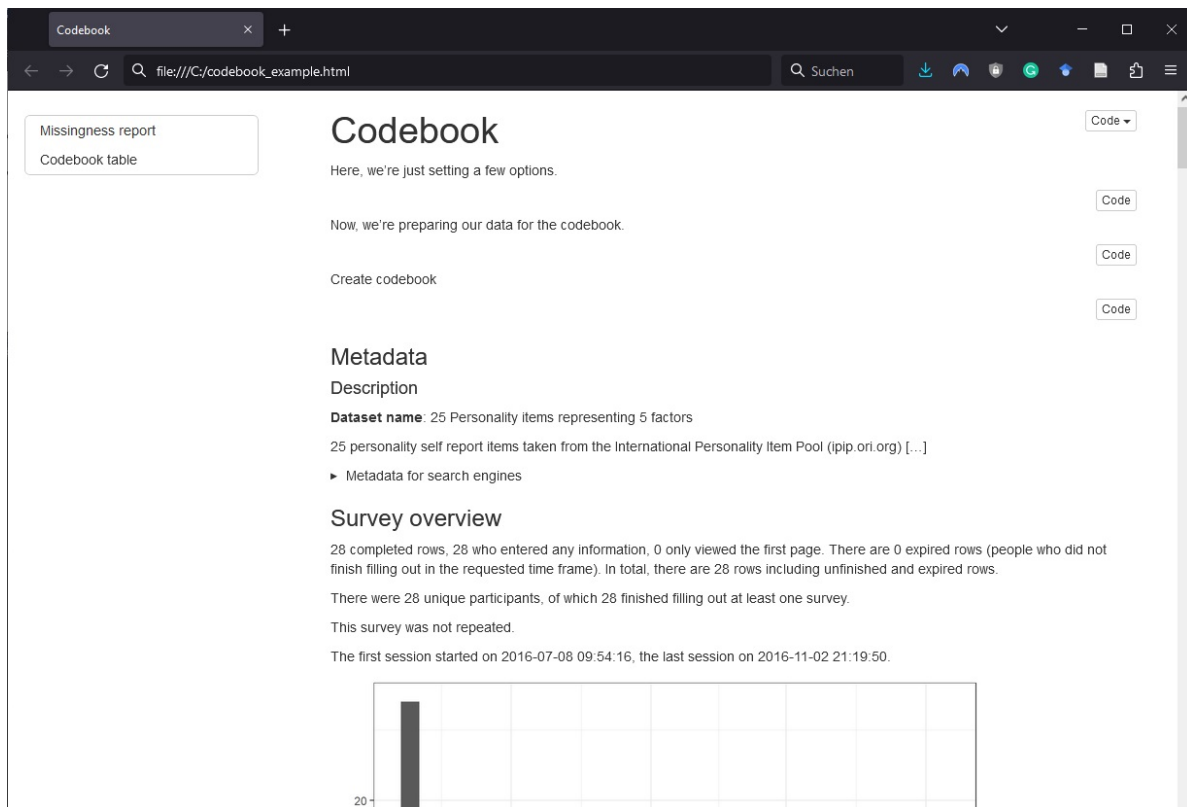 Codebook
file:///C:/codebook_example.html
Suchen
Missingness report
Codebook table
Codebook
Code
Here, we're just setting a few options.
Code
Now, we're preparing our data for the codebook.
Code
Create codebook
Code
Metadata
Description
Dataset name: 25 Personality items representing 5 factors
25 personality self report items taken from the International Personality Item Pool (ipip.ori.org) […]
Metadata for search engines
Survey overview
28 completed rows, 28 who entered any information, 0 only viewed the first page. There are 0 expired rows (people who did not
finish filling out in the requested time frame). In total, there are 28 rows including unfinished and expired rows.
There were 28 unique participants, of which 28 finished filling out at least one survey.
This survey was not repeated.
The first session started on 2016-07-08 09:54:16, the last session on 2016-11-02 21:19:50.
20